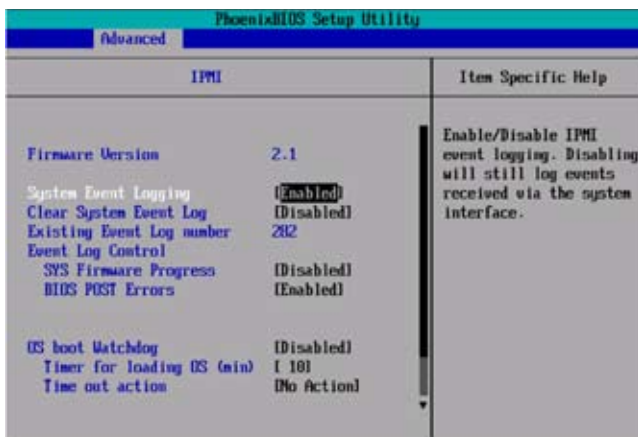 PhoenixBIOS Setup Utility
Advanced
IPMI
Item Specific Help
Firmware Version 2.1
System Event Logging [Enabled]
Clear System Event Log [Disabled]
Existing Event Log number 282
Event Log Control
SYS Firmware Progress [Disabled]
BIOS POST Errors [Enabled]
OS boot Watchdog [Disabled]
Timer for loading OS (min) [ 10]
Time out action [No Action]
Enable/Disable IPMI
event logging. Disabling
will still log events
received via the system
interface.